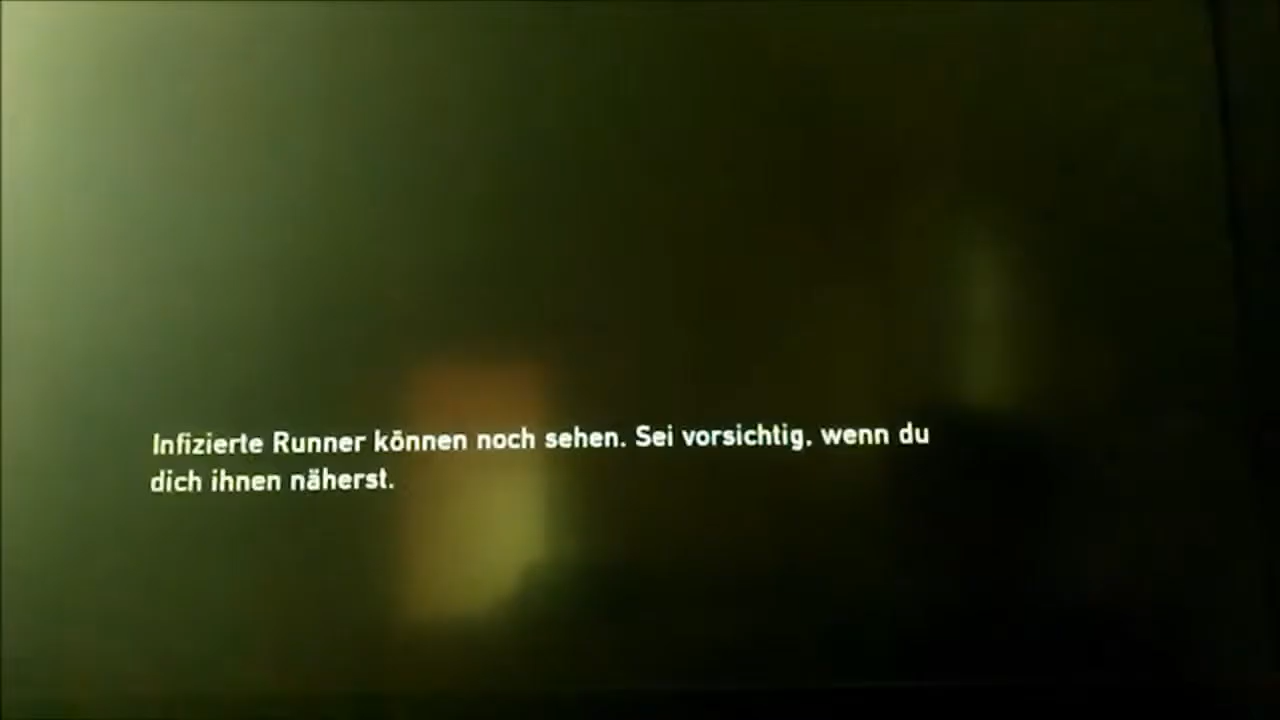 Infizierte Runner können noch sehen. Sei vorsichtig, wenn du
dich ihnen näherst.